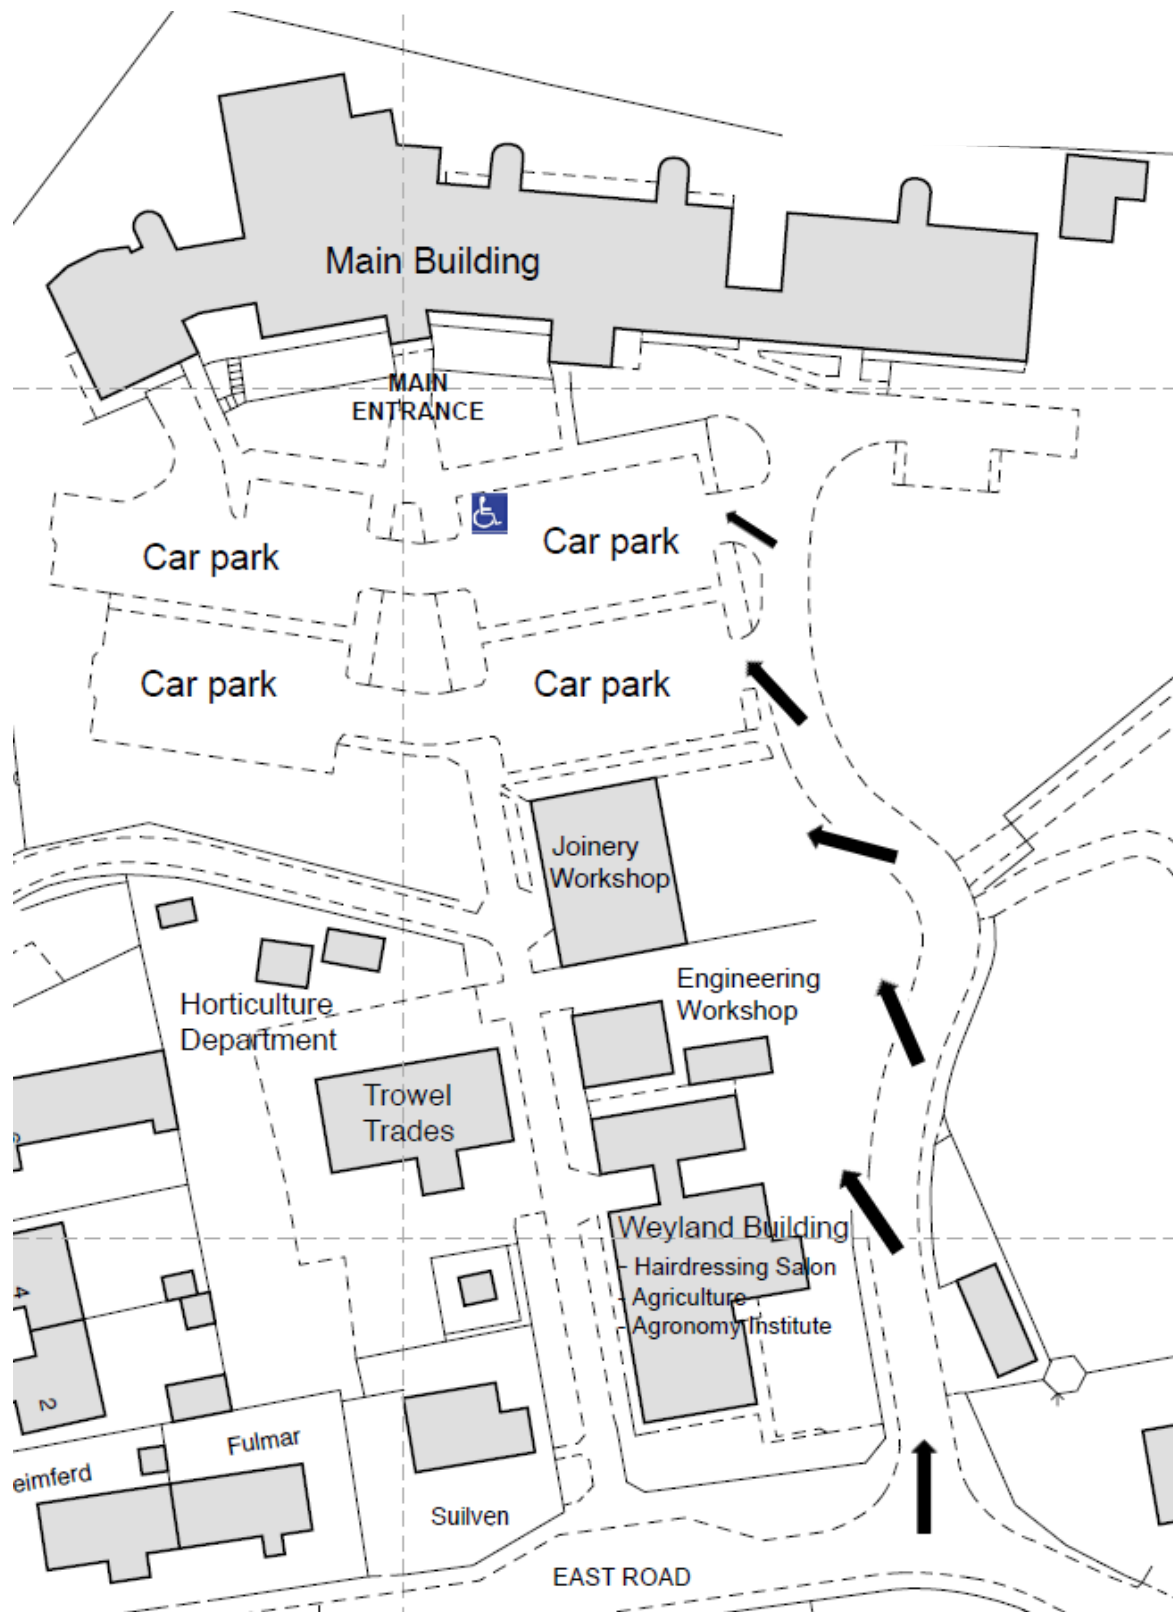 Main Building
MAIN
ENTRANCE
Car park
Car park
Car park
Car park
Joinery
Workshop
Engineering
Workshop
Horticulture
Department
Trowel
Trades
Weyland Building
- Hairdressing Salon
- Agriculture
- Agronomy Institute
4
2
Fulmar
eimferd
Suilven
EAST ROAD